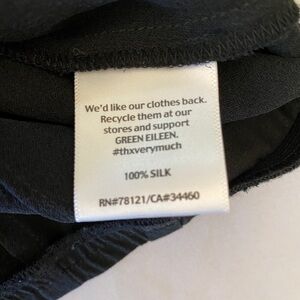 We'd like our clothes back.
Recycle them at our
stores and support
GREEN EILEEN.
#thxverymuch
100% SILK
RN#78121/CA#34460